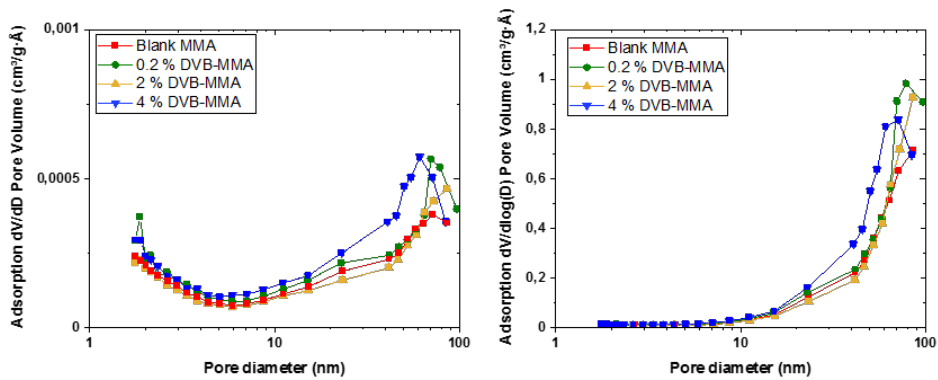 Adsorption dV/dD Pore Volume (cm³/g·Å)
0,001
0,0005
0
Blank MMA
0.2 % DVB-MMA
2 % DVB-MMA
4 % DVB-MMA
1
10
100
Pore diameter (nm)
Adsorption dV/dlog(D) Pore Volume (cm³/g·Å)
1,2
1
0,8
0,6
0,4
0,2
0
Blank MMA
0.2 % DVB-MMA
2 % DVB-MMA
4 % DVB-MMA
1
10
100
Pore diameter (nm)